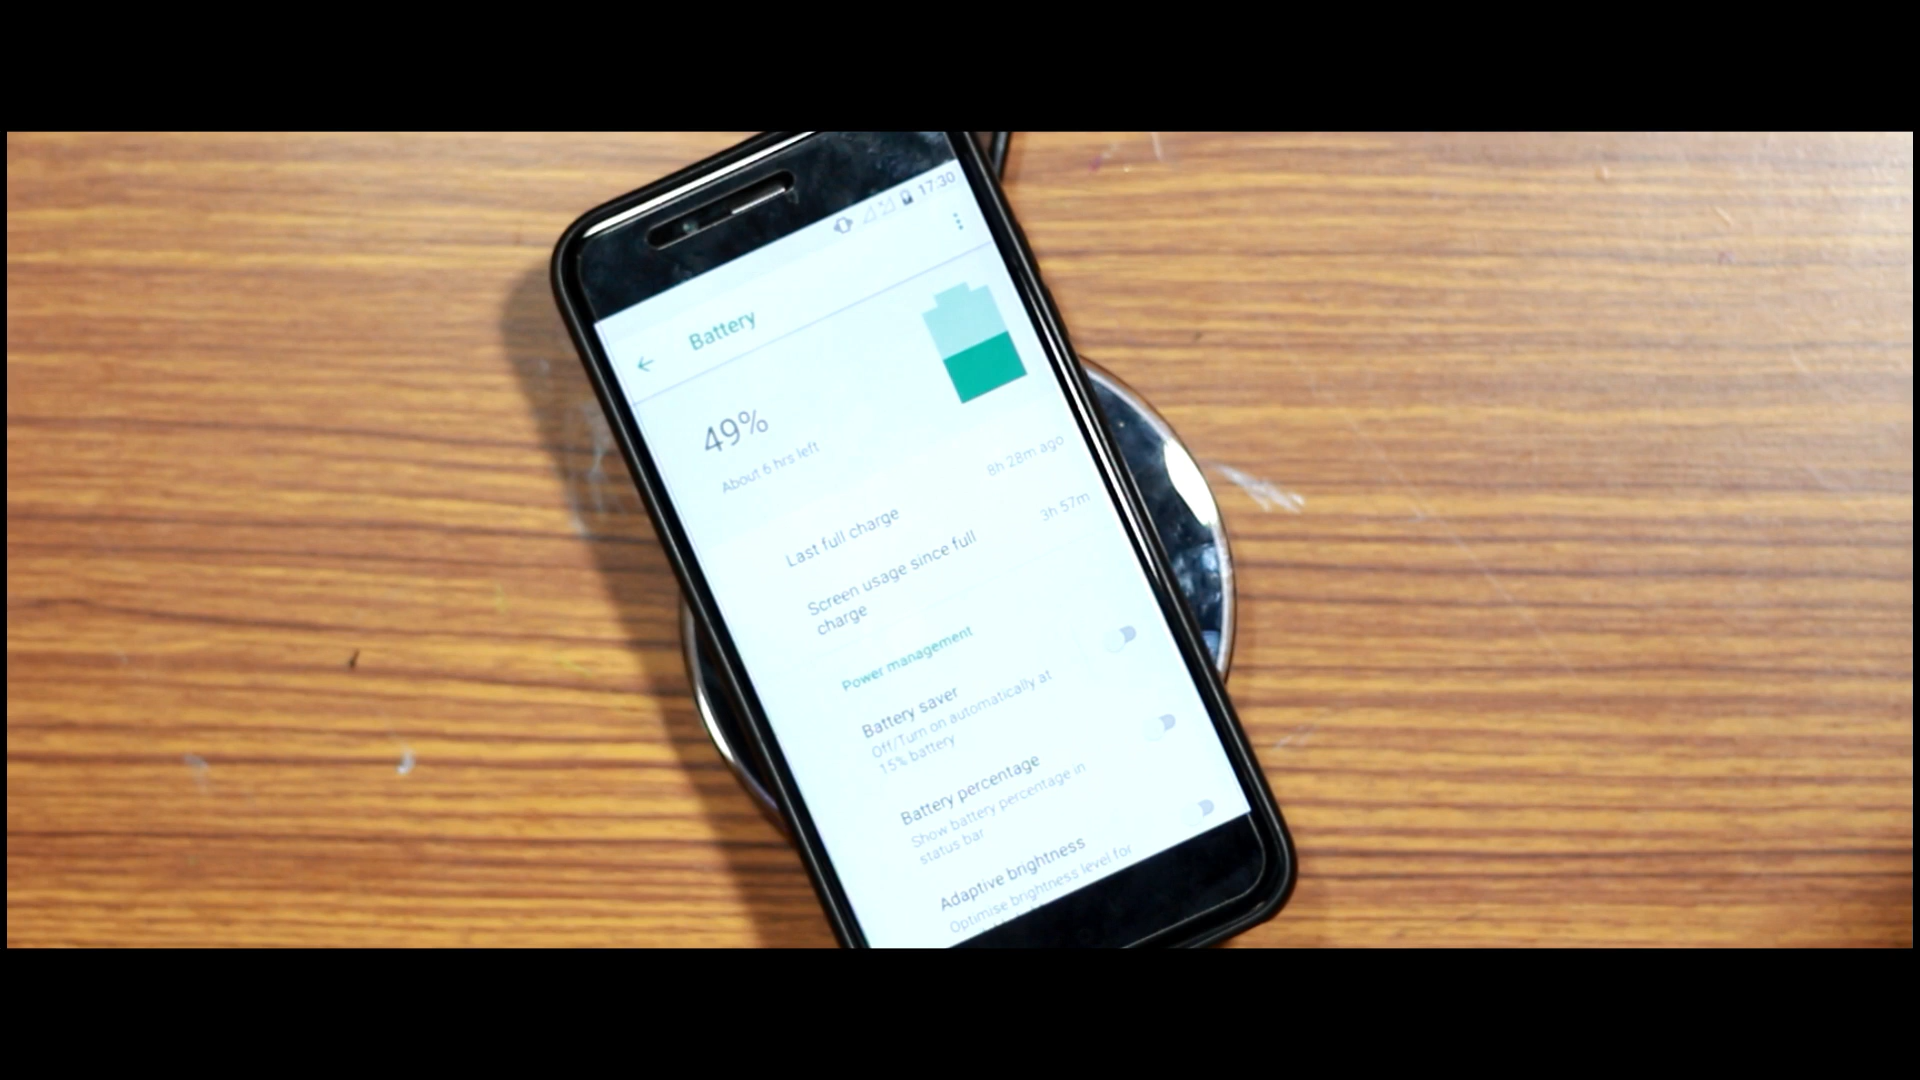 17:30
Battery
49%
About 6 hrs left
Last full charge
8h 28m ago
Screen usage since full
charge
3h 57m
Power management
Battery saver
Off/Turn on automatically at
15% battery
Battery percentage
Show battery percentage in
status bar
Adaptive brightness
Optimise brightness level for